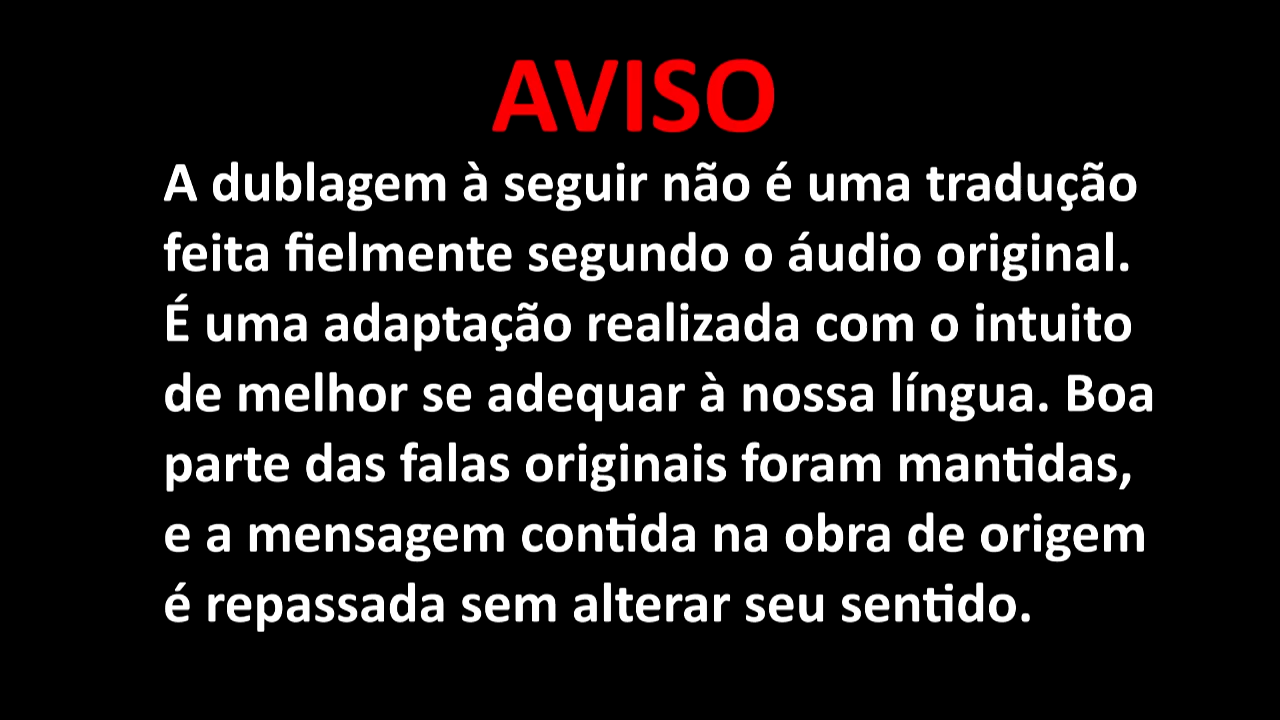 AVISO
A dublagem à seguir não é uma tradução
feita fielmente segundo o áudio original.
É uma adaptação realizada com o intuito
de melhor se adequar à nossa língua. Boa
parte das falas originais foram mantidas,
e a mensagem contida na obra de origem
é repassada sem alterar seu sentido.